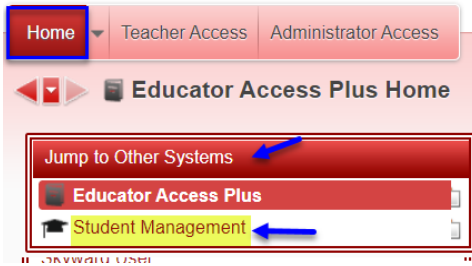 Home Teacher Access Administrator Access
Educator Access Plus Home
Jump to Other Systems
Educator Access Plus
Student Management